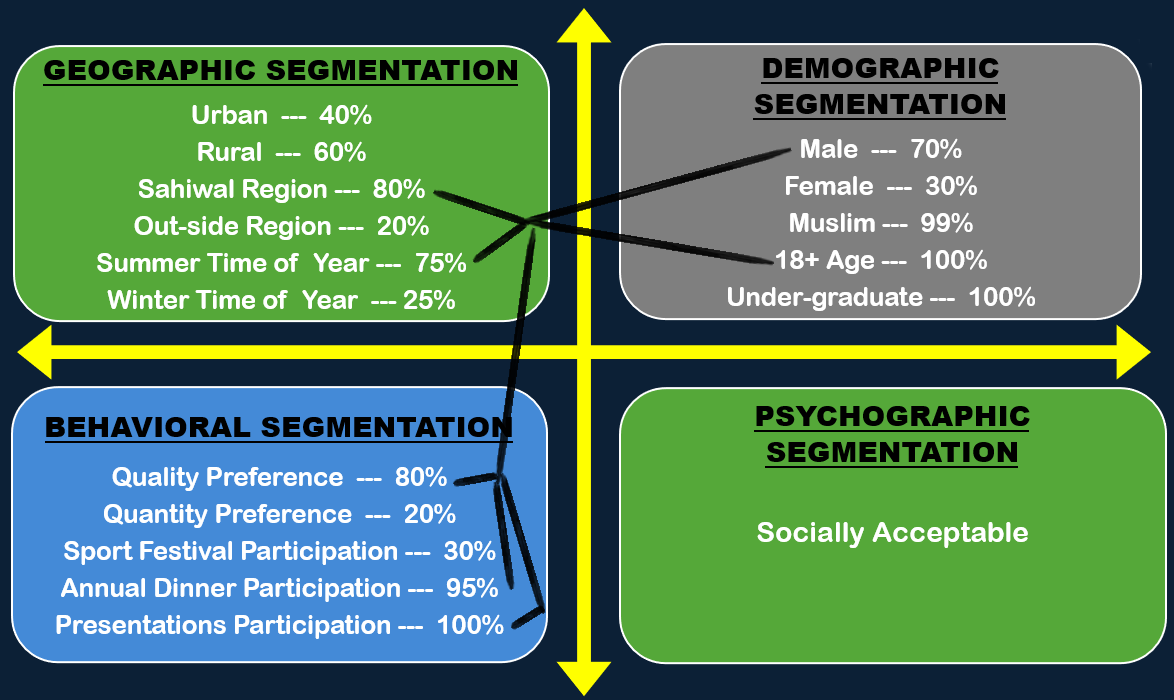 GEOGRAPHIC SEGMENTATION
Urban --- 40%
Rural --- 60%
Sahiwal Region --- 80%
Out-side Region --- 20%
Summer Time of Year --- 75%
Winter Time of Year --- 25%
DEMOGRAPHIC
SEGMENTATION
Male --- 70%
Female --- 30%
Muslim --- 99%
18+ Age --- 100%
Under-graduate --- 100%
BEHAVIORAL SEGMENTATION
Quality Preference --- 80%
Quantity Preference --- 20%
Sport Festival Participation --- 30%
Annual Dinner Participation --- 95%
Presentations Participation --- 100%
PSYCHOGRAPHIC
SEGMENTATION
Socially Acceptable